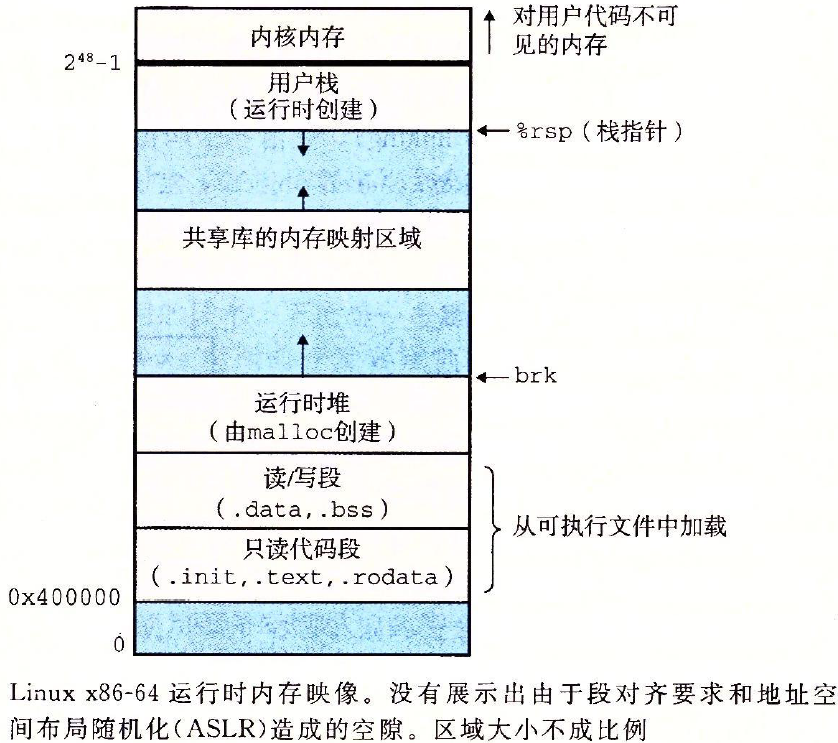 内核内存
对用户代码不可
见的内存
2⁴⁸-1
用户栈
(运行时创建)
%rsp(栈指针)
共享库的内存映射区域
brk
运行时堆
(由malloc创建)
读/写段
(.data,.bss)
从可执行文件中加载
只读代码段
(.init,.text,.rodata)
0x400000
0
Linux x86-64 运行时内存映像。没有展示出由于段对齐要求和地址空
间布局随机化(ASLR)造成的空隙。区域大小不成比例